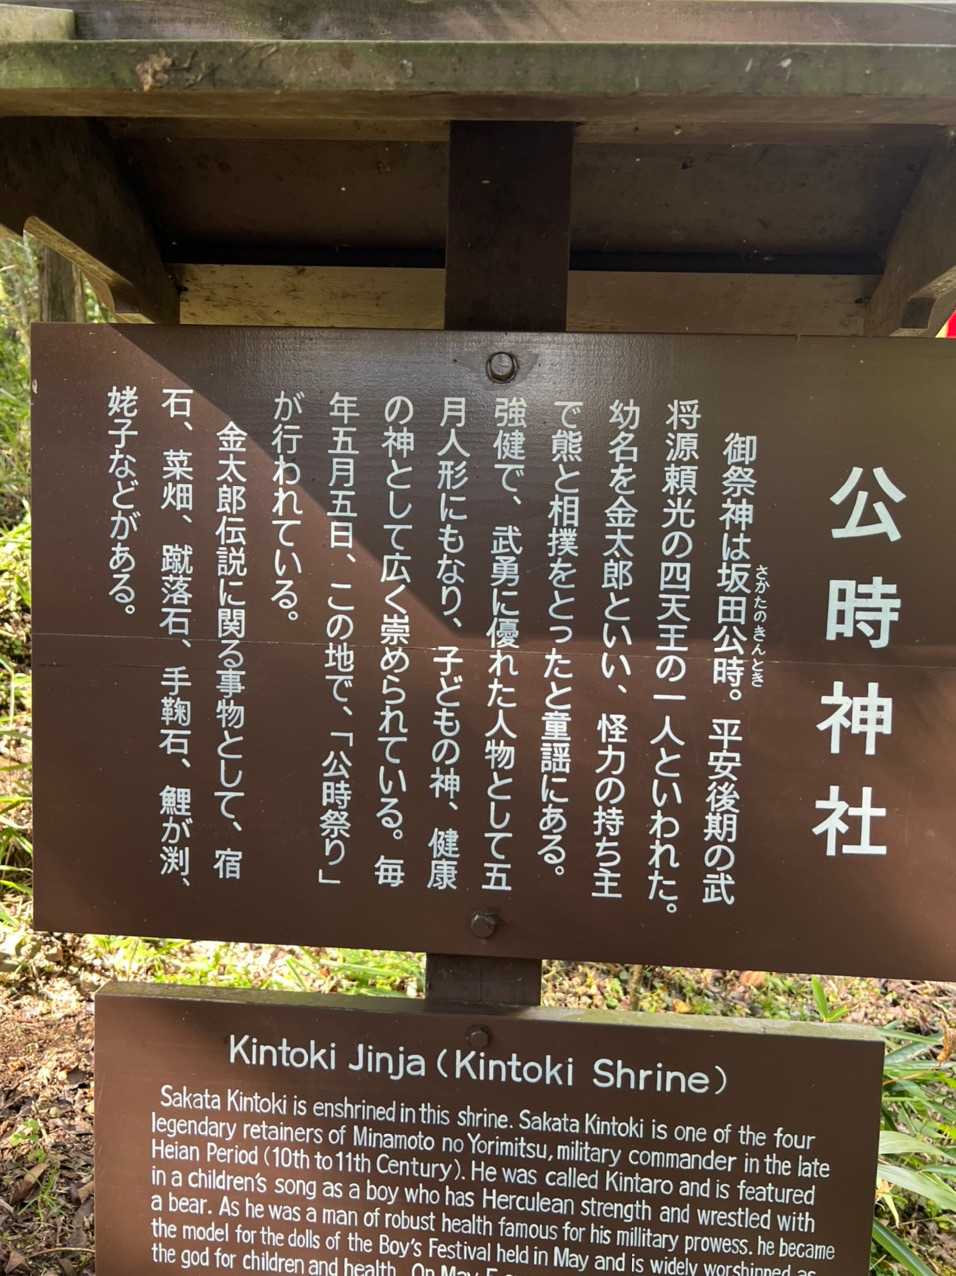 公時神社
御祭神は坂田公時。平安後期の武
さかたのきんとき
将源頼光の四天王の一人といわれた。
幼名を金太郎といい、怪力の持ち主
で熊と相撲をとったと童謡にある。
強健で、武勇に優れた人物として五
月人形にもなり、子どもの神、健康
の神として広く崇められている。毎
年五月五日、この地で、「公時祭り」
が行われている。
金太郎伝説に関る事物として、宿
石、菜畑、蹴落石、手鞠石、鯉が渕、
姥子などがある。
Kintoki Jinja (Kintoki Shrine)
Sakata Kintoki is enshrined in this shrine. Sakata Kintoki is one of the four
legendary retainers of Minamoto no Yorimitsu, military commander in the late
Heian Period (10th to 11th Century). He was called Kintaro and is featured
in a children's song as a boy who has Herculean strength and wrestled with
a bear. As he was a man of robust health famous for his military prowess. he became
the model for the dolls of the Boy's Festival held in May and is widely worshipped as
the god for children and health. On May 5